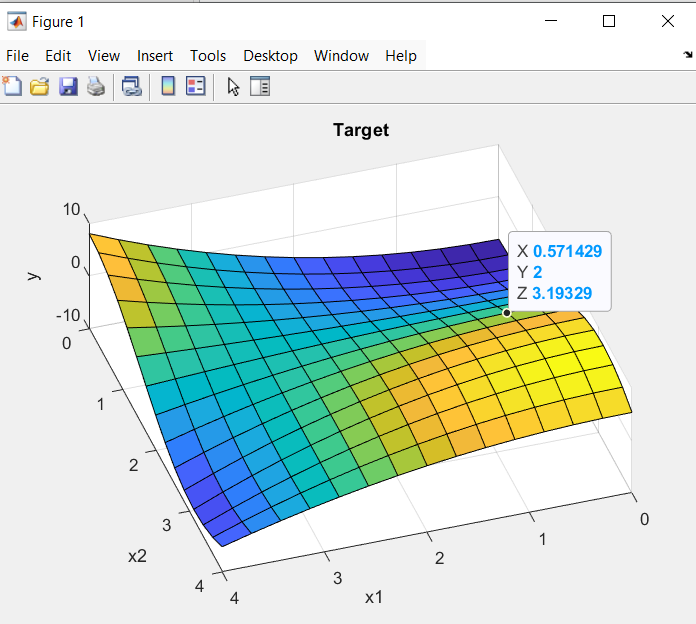 Figure 1
File Edit View Insert Tools Desktop Window Help
Target
X 0.571429
Y 2
Z 3.19329
10
0
-10
y
0
1
2
3
4
x2
4
3
2
1
0
x1